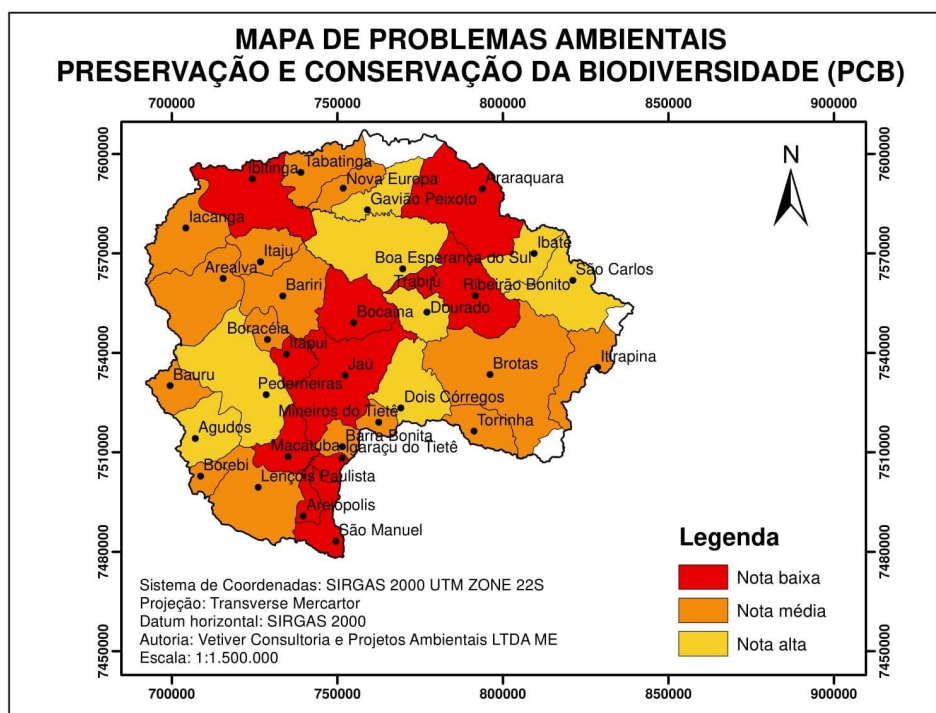 MAPA DE PROBLEMAS AMBIENTAIS
PRESERVAÇÃO E CONSERVAÇÃO DA BIODIVERSIDADE (PCB)
700000 750000 800000 850000 900000
7600000 7600000
N
Tabatinga
Ibitinga
Araraquara
Nova Europa
Gavião Peixoto
Iacanga
7570000 7570000
Ibaté
Itaju
Boa Esperança do Sul
São Carlos
Arealva
Trabiju
Bariri
Ribeirão Bonito
Bocaina
Dourado
Boracéia
Itapuí
7540000 7540000
Itirapina
Jaú
Brotas
Bauru
Pederneiras
Dois Córregos
Mineiros do Tietê
Torrinha
Agudos
Barra Bonita
Macatuba
Igaraçu do Tietê
7510000 7510000
Borebi
Lençois Paulista
Areiópolis
São Manuel
7480000 7480000
Legenda
Nota baixa
Nota média
Nota alta
Sistema de Coordenadas: SIRGAS 2000 UTM ZONE 22S
Projeção: Transverse Mercartor
Datum horizontal: SIRGAS 2000
Autoria: Vetiver Consultoria e Projetos Ambientais LTDA ME
Escala: 1:1.500.000
7450000 7450000
700000 750000 800000 850000 900000